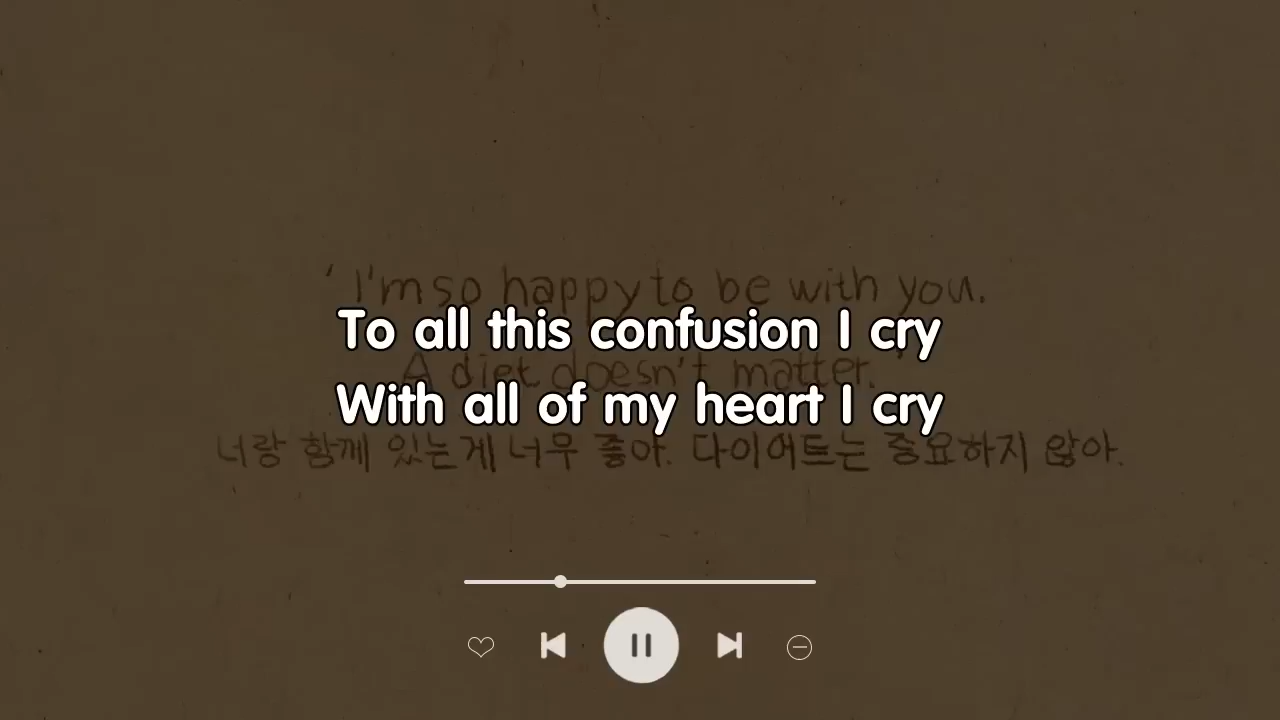 ' I'm so happy to be with you.
To all this confusion I cry
A diet doesn't matter. '
With all of my heart I cry
너랑 함께 있는게 너무 좋아. 다이어트는 중요하지 않아.